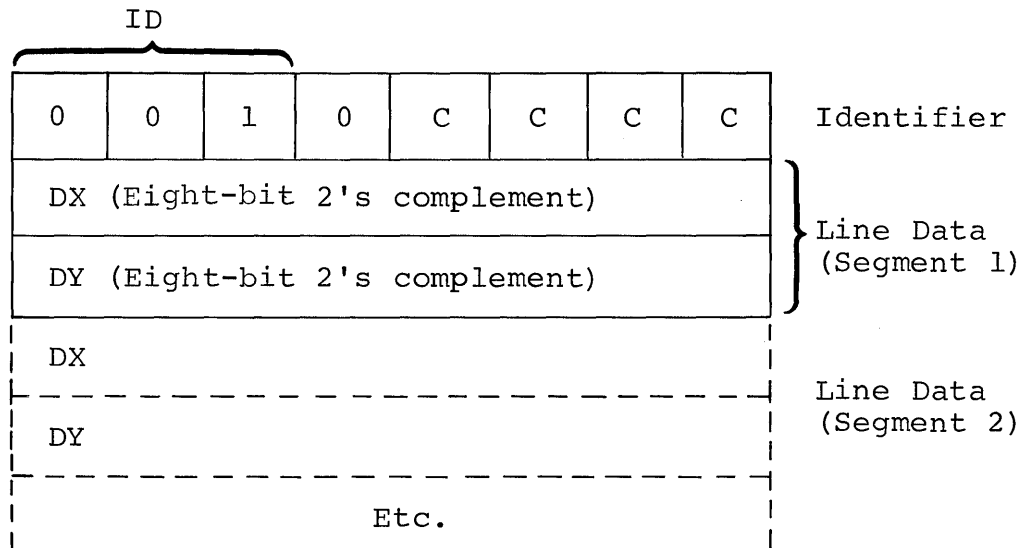 ID
0 0 1 0 C C C C Identifier
DX (Eight-bit 2's complement)
DY (Eight-bit 2's complement)
Line Data
(Segment 1)
DX
DY
Line Data
(Segment 2)
Etc.